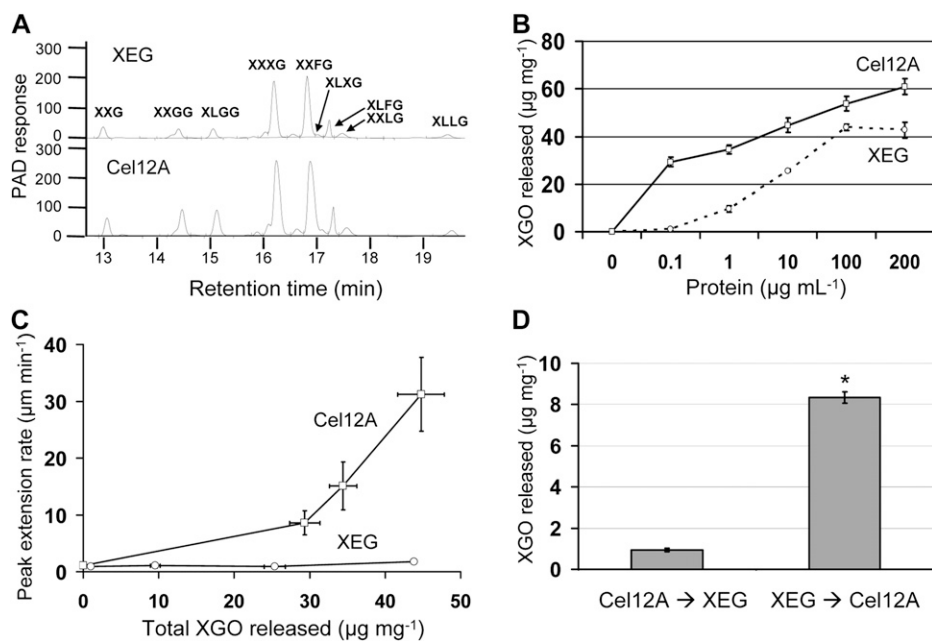 A
XEG
PAD response
300
200
100
0
XXG
XXGG
XLGG
XXXG
XXFG
XLXG
XLFG
XXLG
XLLG
Cel12A
300
200
100
0
13
14
15
16
17
18
19
Retention time (min)
B
XGO released (µg mg⁻¹)
80
60
40
20
0
Cel12A
XEG
0
0.1
1
10
100
200
Protein (µg mL⁻¹)
C
Peak extension rate (µm min⁻¹)
40
30
20
10
0
Cel12A
XEG
0
10
20
30
40
50
Total XGO released (µg mg⁻¹)
D
XGO released (µg mg⁻¹)
10
8
6
4
2
0
*
Cel12A → XEG
XEG → Cel12A